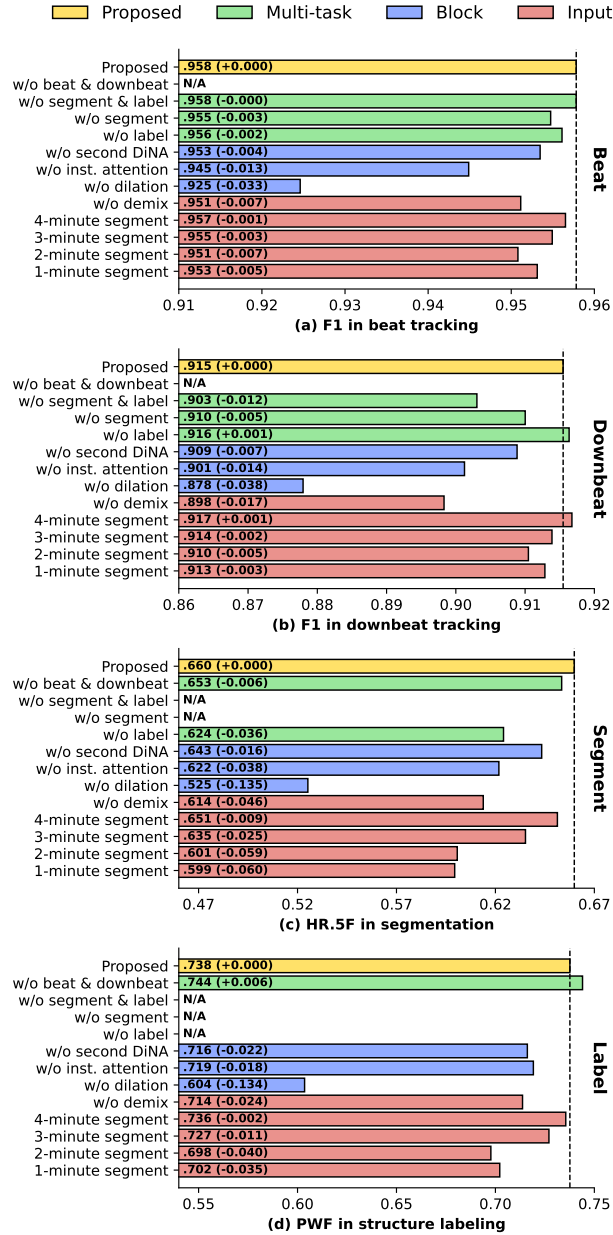 Proposed Multi-task Block Input
Proposed .958 (+0.000)
w/o beat & downbeat N/A
w/o segment & label .958 (-0.000)
w/o segment .955 (-0.003)
w/o label .956 (-0.002)
w/o second DiNA .953 (-0.004)
w/o inst. attention .945 (-0.013)
w/o dilation .925 (-0.033)
w/o demix .951 (-0.007)
4-minute segment .957 (-0.001)
3-minute segment .955 (-0.003)
2-minute segment .951 (-0.007)
1-minute segment .953 (-0.005)
Beat
0.91 0.92 0.93 0.94 0.95 0.96
(a) F1 in beat tracking
Proposed .915 (+0.000)
w/o beat & downbeat N/A
w/o segment & label .903 (-0.012)
w/o segment .910 (-0.005)
w/o label .916 (+0.001)
w/o second DiNA .909 (-0.007)
w/o inst. attention .901 (-0.014)
w/o dilation .878 (-0.038)
w/o demix .898 (-0.017)
4-minute segment .917 (+0.001)
3-minute segment .914 (-0.002)
2-minute segment .910 (-0.005)
1-minute segment .913 (-0.003)
Downbeat
0.86 0.87 0.88 0.89 0.90 0.91 0.92
(b) F1 in downbeat tracking
Proposed .660 (+0.000)
w/o beat & downbeat .653 (-0.006)
w/o segment & label N/A
w/o segment N/A
w/o label .624 (-0.036)
w/o second DiNA .643 (-0.016)
w/o inst. attention .622 (-0.038)
w/o dilation .525 (-0.135)
w/o demix .614 (-0.046)
4-minute segment .651 (-0.009)
3-minute segment .635 (-0.025)
2-minute segment .601 (-0.059)
1-minute segment .599 (-0.060)
Segment
0.47 0.52 0.57 0.62 0.67
(c) HR.5F in segmentation
Proposed .738 (+0.000)
w/o beat & downbeat .744 (+0.006)
w/o segment & label N/A
w/o segment N/A
w/o label N/A
w/o second DiNA .716 (-0.022)
w/o inst. attention .719 (-0.018)
w/o dilation .604 (-0.134)
w/o demix .714 (-0.024)
4-minute segment .736 (-0.002)
3-minute segment .727 (-0.011)
2-minute segment .698 (-0.040)
1-minute segment .702 (-0.035)
Label
0.55 0.60 0.65 0.70 0.75
(d) PWF in structure labeling